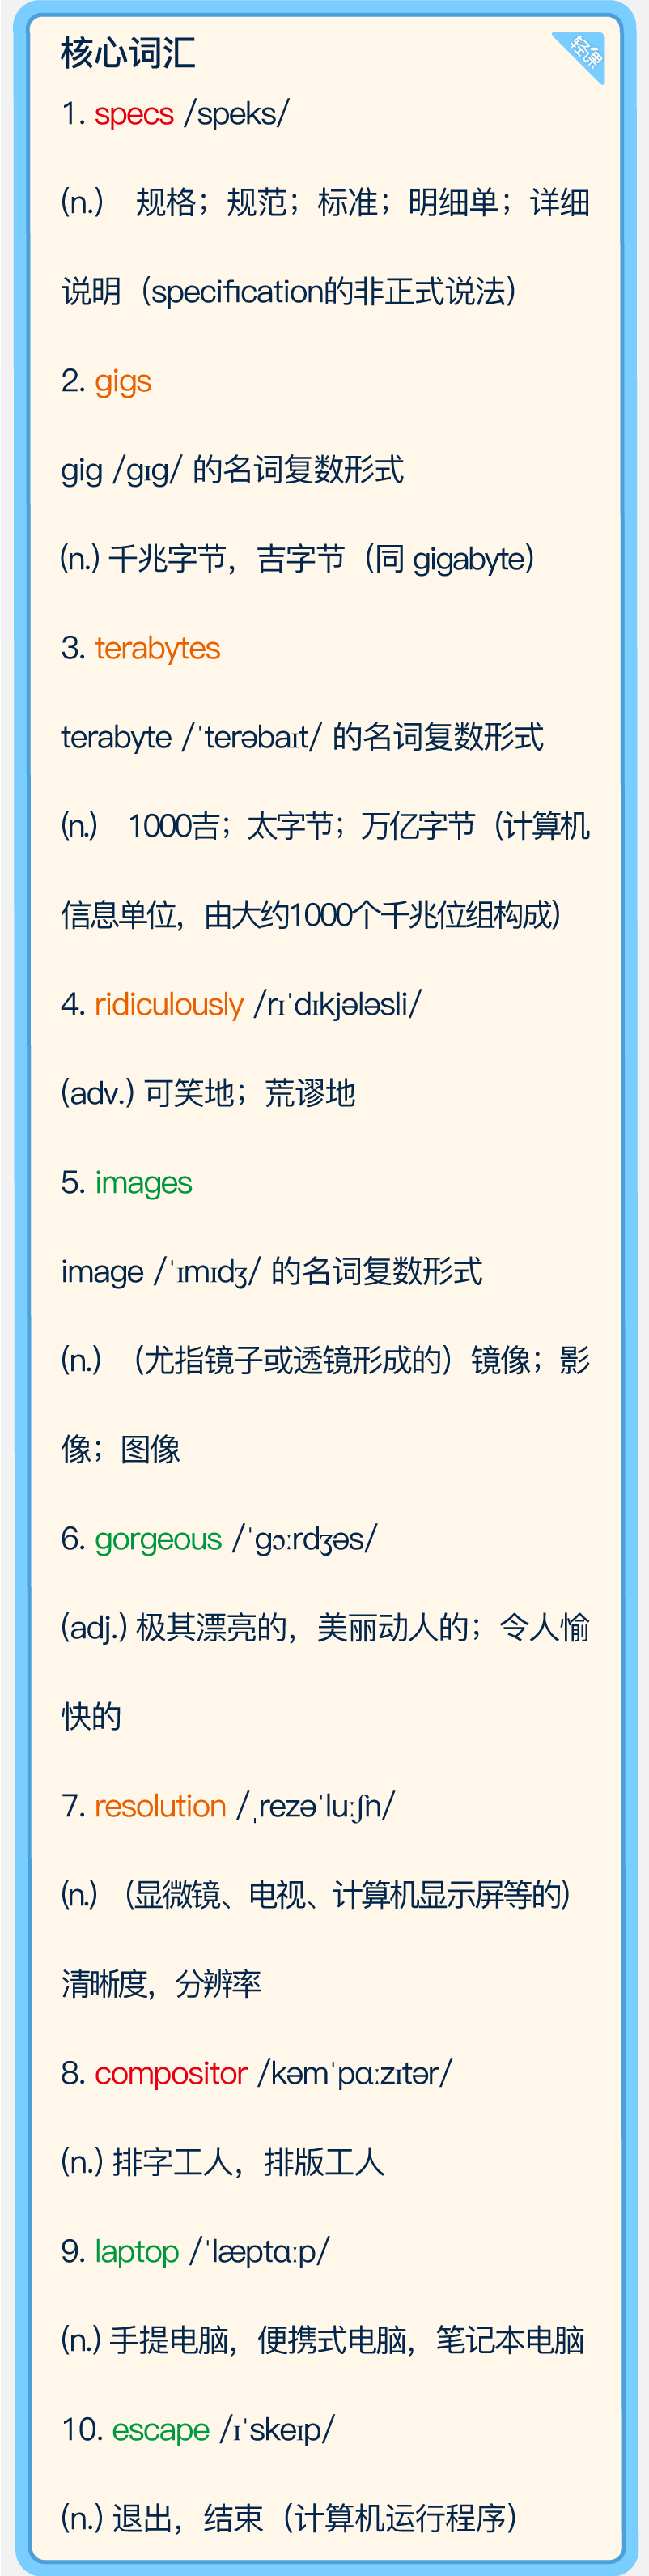 核心词汇
轻课
1. specs /speks/
(n.) 规格；规范；标准；明细单；详细
说明（specification的非正式说法）
2. gigs
gig /gɪg/ 的名词复数形式
(n.) 千兆字节，吉字节（同 gigabyte）
3. terabytes
terabyte /ˈterəbaɪt/ 的名词复数形式
(n.) 1000吉；太字节；万亿字节（计算机
信息单位，由大约1000个千兆位组构成）
4. ridiculously /rɪˈdɪkjələsli/
(adv.) 可笑地；荒谬地
5. images
image /ˈɪmɪdʒ/ 的名词复数形式
(n.) （尤指镜子或透镜形成的）镜像；影
像；图像
6. gorgeous /ˈgɔːrdʒəs/
(adj.) 极其漂亮的，美丽动人的；令人愉
快的
7. resolution /ˌrezəˈluːʃn/
(n.) （显微镜、电视、计算机显示屏等的）
清晰度，分辨率
8. compositor /kəmˈpɑːzɪtər/
(n.) 排字工人，排版工人
9. laptop /ˈlæptɑːp/
(n.) 手提电脑，便携式电脑，笔记本电脑
10. escape /ɪˈskeɪp/
(n.) 退出，结束（计算机运行程序）